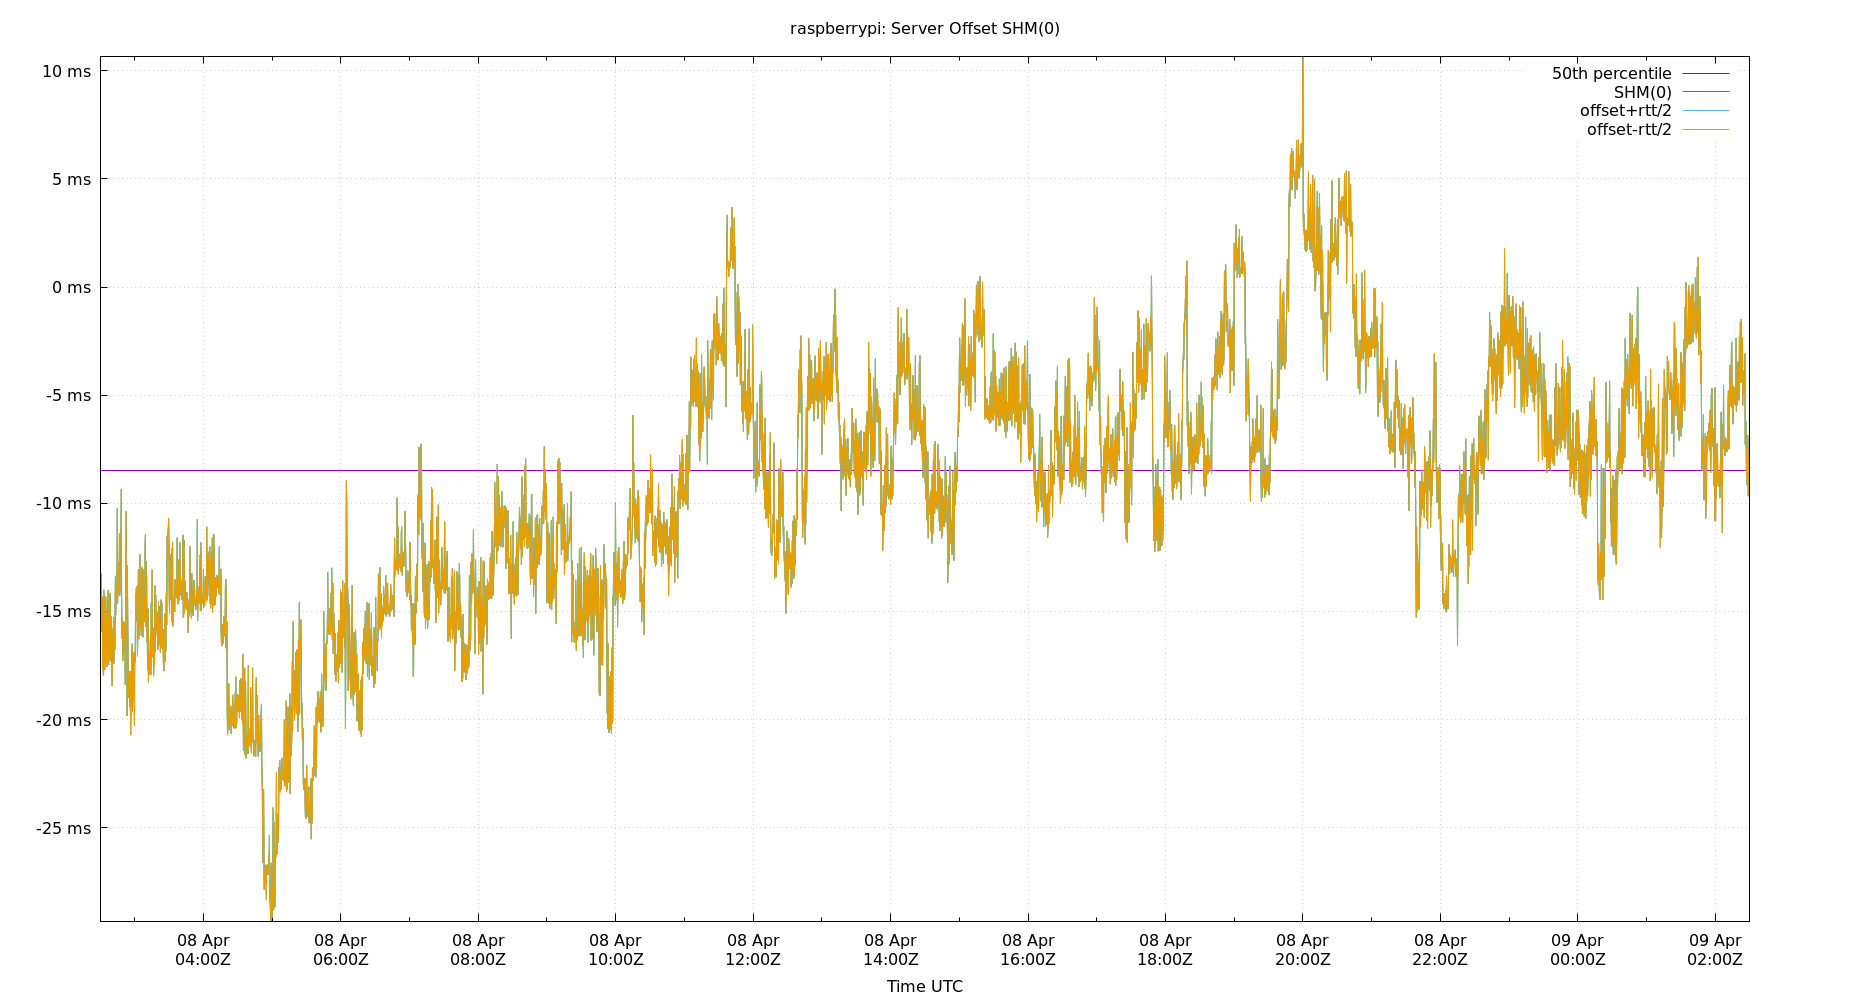 raspberrypi: Server Offset SHM(0)
10 ms
5 ms
0 ms
-5 ms
-10 ms
-15 ms
-20 ms
-25 ms
50th percentile
SHM(0)
offset+rtt/2
offset-rtt/2
08 Apr 08 Apr 08 Apr 08 Apr 08 Apr 08 Apr 08 Apr 08 Apr 08 Apr 08 Apr 09 Apr 09 Apr
04:00Z 06:00Z 08:00Z 10:00Z 12:00Z 14:00Z 16:00Z 18:00Z 20:00Z 22:00Z 00:00Z 02:00Z
Time UTC